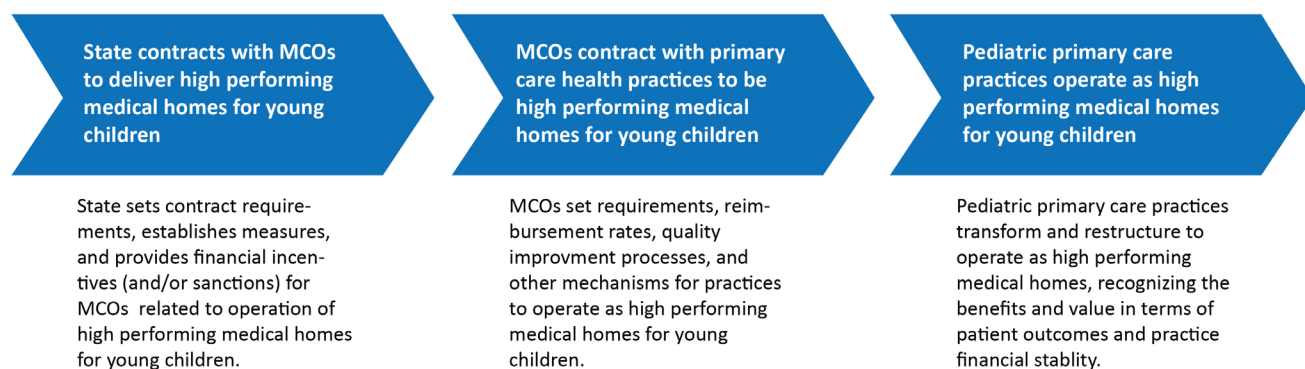 State contracts with MCOs
to deliver high performing
medical homes for young
children
MCOs contract with primary
care health practices to be
high performing medical
homes for young children
Pediatric primary care
practices operate as high
performing medical homes
for young children
State sets contract require-
ments, establishes measures,
and provides financial incen-
tives (and/or sanctions) for
MCOs related to operation of
high performing medical homes
for young children.
MCOs set requirements, reim-
bursement rates, quality
improvment processes, and
other mechanisms for practices
to operate as high performing
medical homes for young
children.
Pediatric primary care practices
transform and restructure to
operate as high performing
medical homes, recognizing the
benefits and value in terms of
patient outcomes and practice
financial stablity.